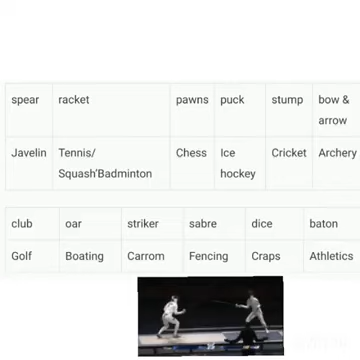 spear racket pawns puck stump bow &
arrow
Javelin Tennis/ Chess Ice Cricket Archery
Squash'Badminton hockey
club oar striker sabre dice baton
Golf Boating Carrom Fencing Craps Athletics